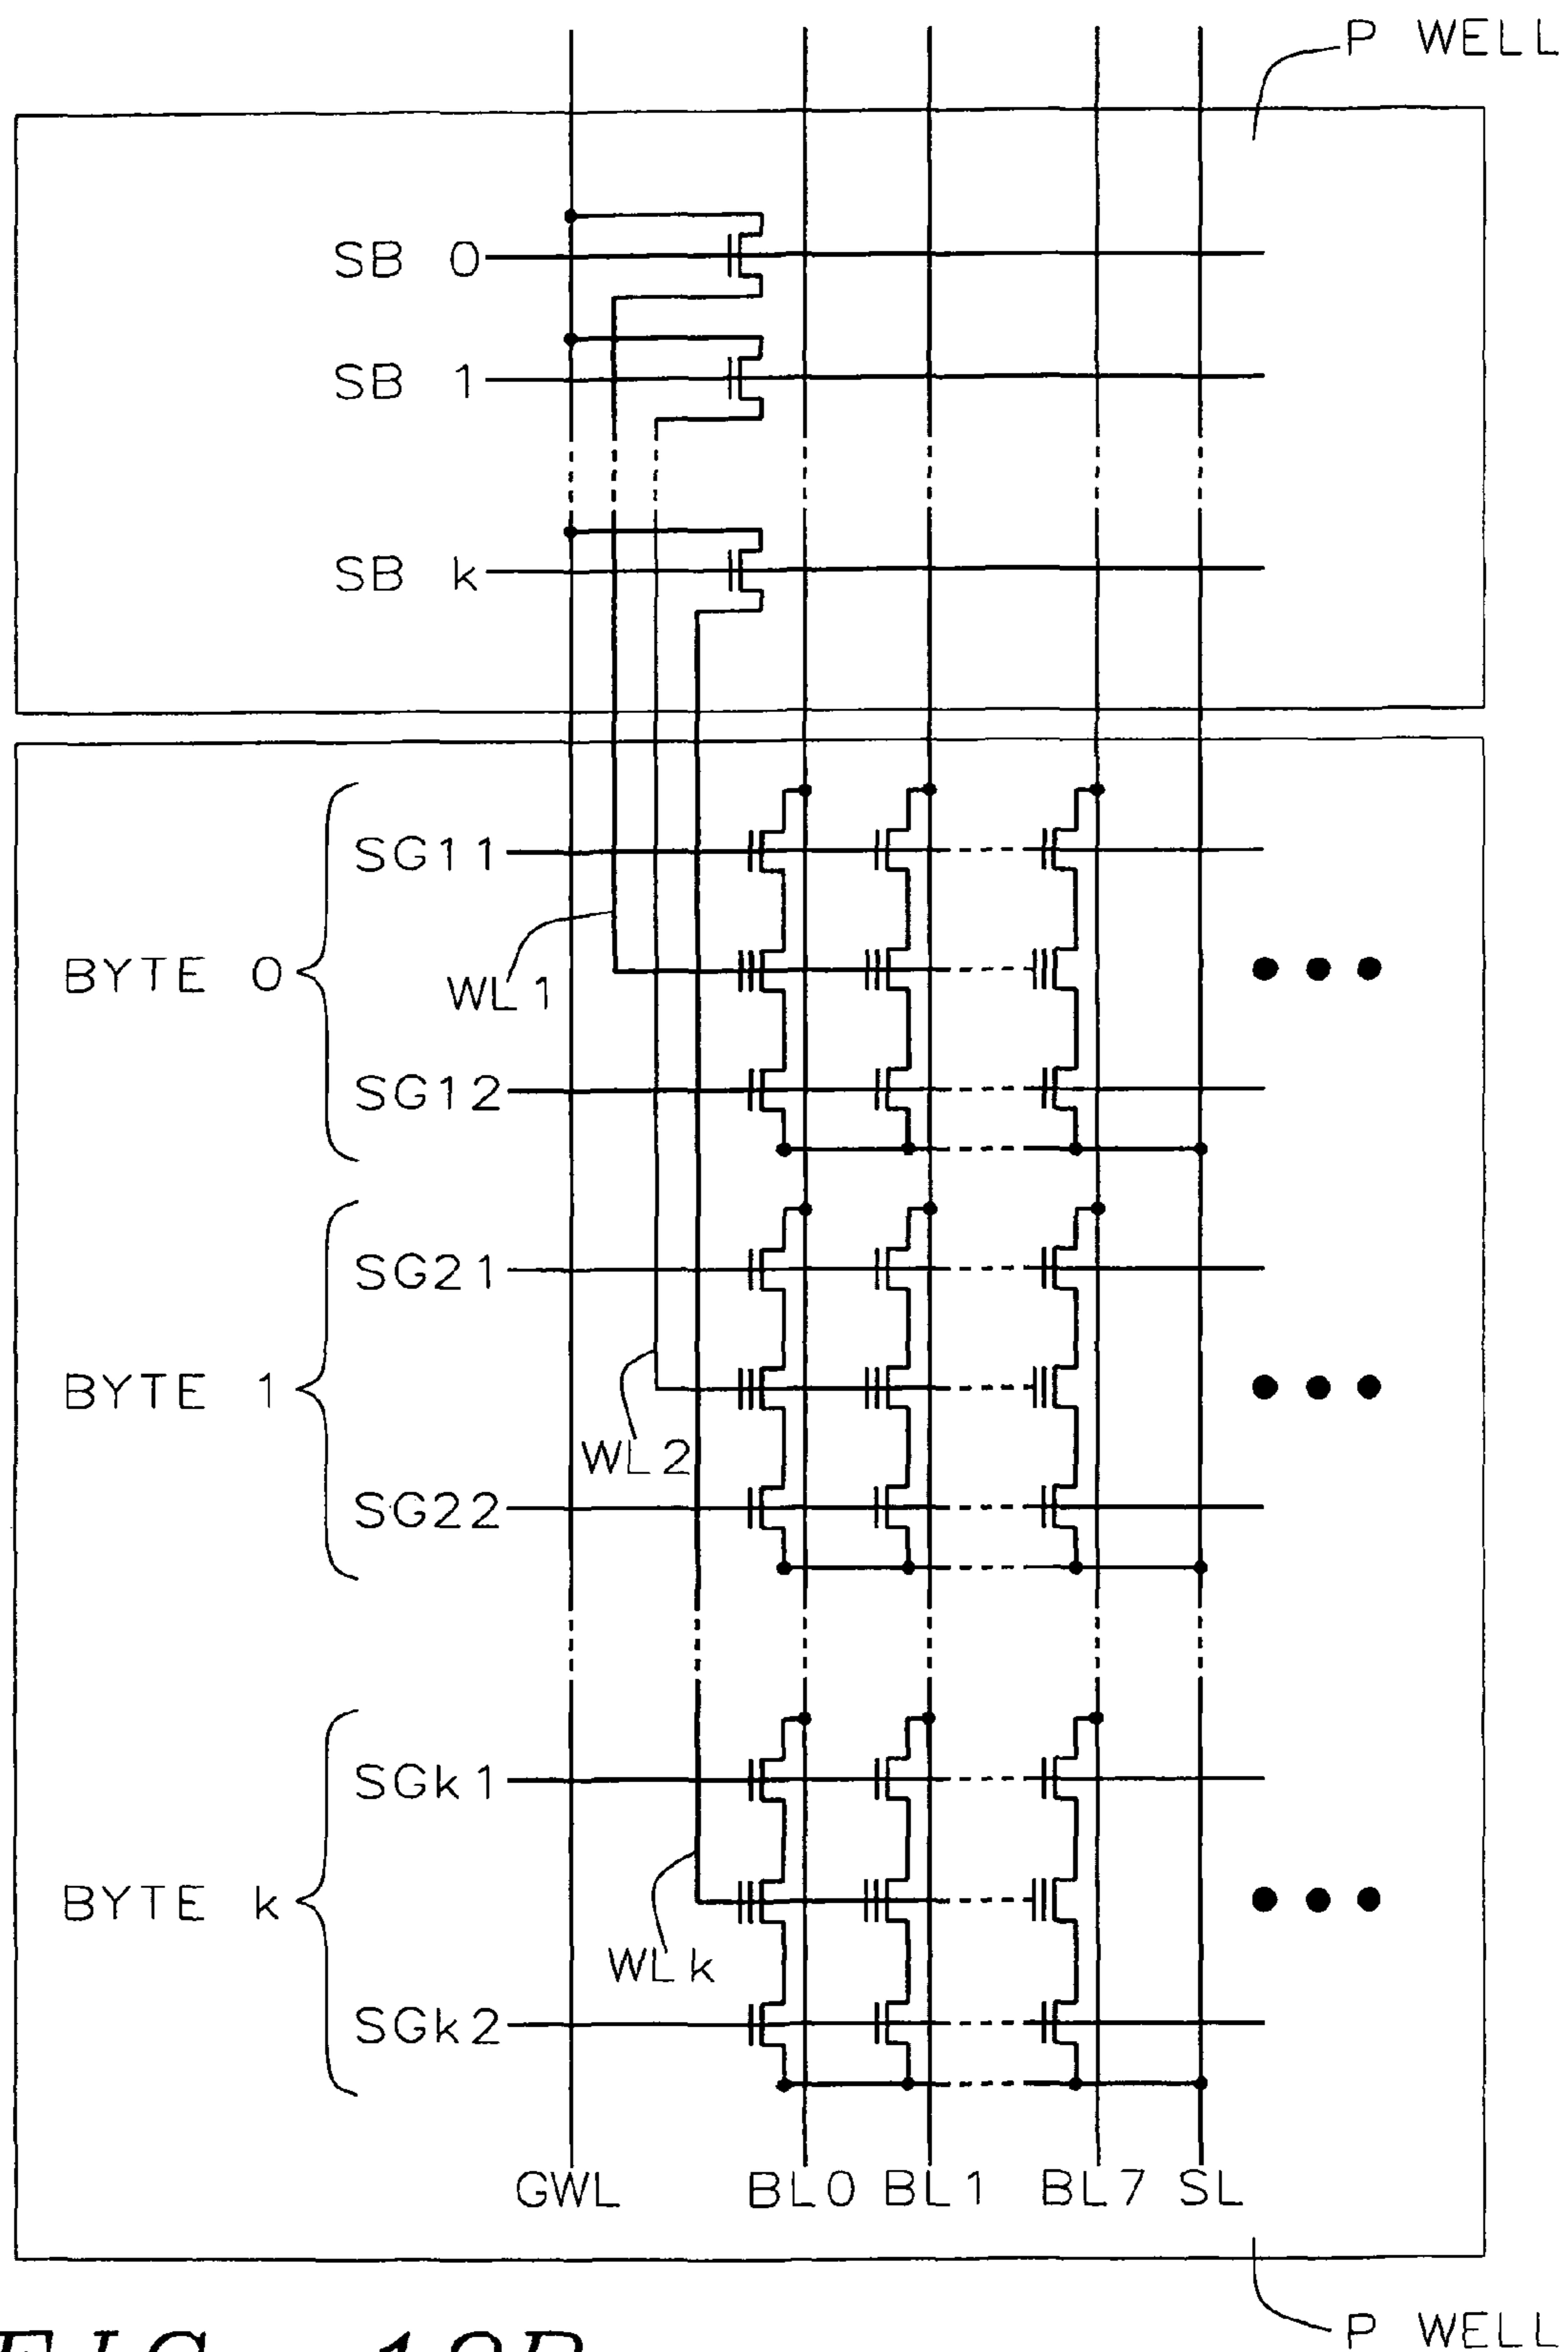 P WELL
SB 0
SB 1
SB k
SG11
BYTE 0
WL1
SG12
SG21
BYTE 1
WL2
SG22
SGk1
BYTE k
WLk
SGk2
GWL BL0 BL1 BL7 SL
P WELL